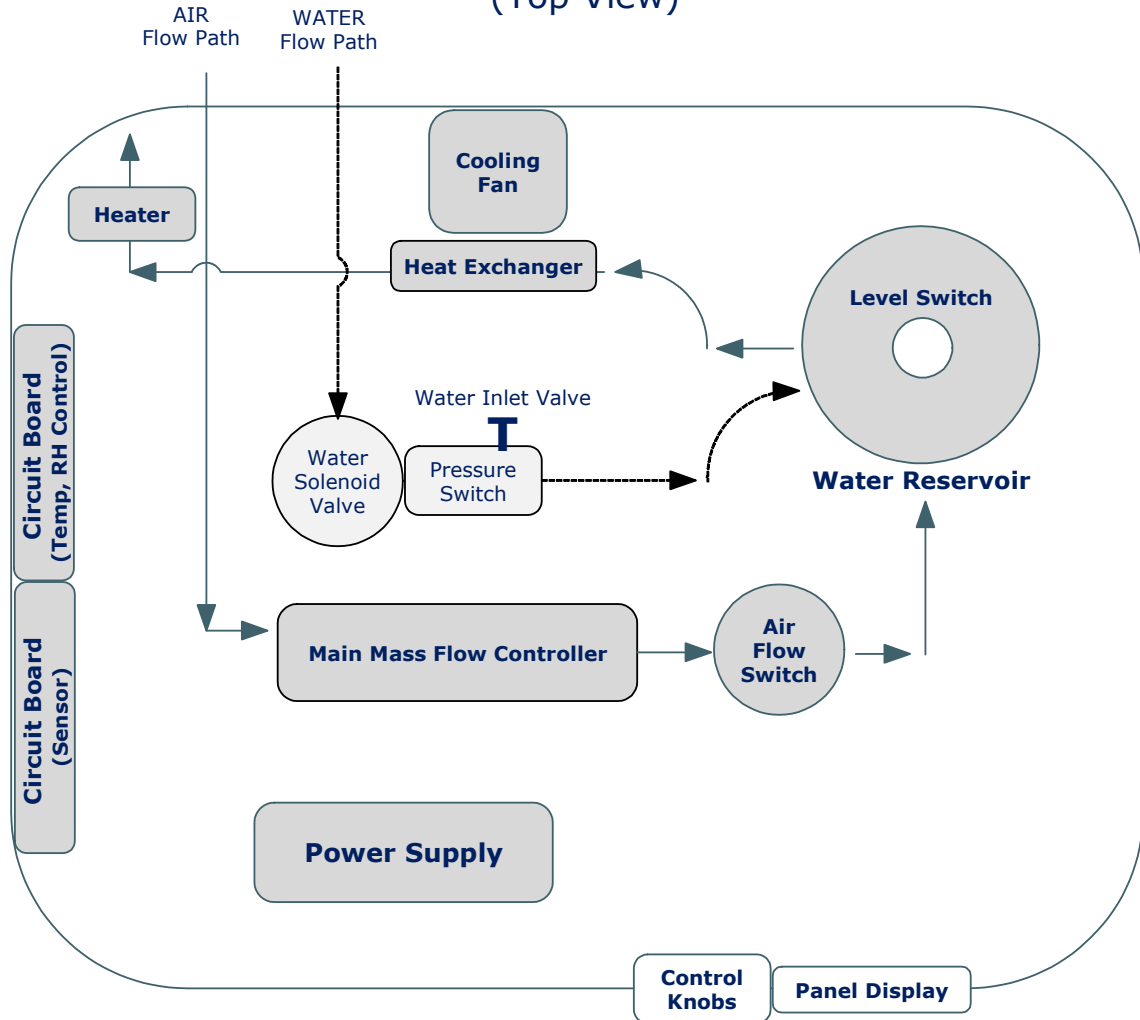 (Top View)
AIR
Flow Path
WATER
Flow Path
Cooling
Fan
Heater
Heat Exchanger
Level Switch
Circuit Board
(Temp, RH Control)
Water Inlet Valve
T
Water
Solenoid
Valve
Pressure
Switch
Water Reservoir
Circuit Board
(Sensor)
Main Mass Flow Controller
Air
Flow
Switch
Power Supply
Control
Knobs
Panel Display